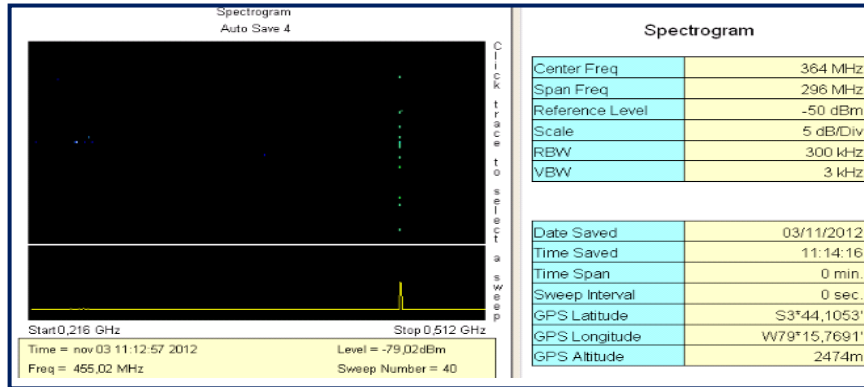 Spectrogram
Auto Save 4
Click trace to select a sweep
Start 0,216 GHz
Stop 0,512 GHz
Time = nov 03 11:12:57 2012
Level = -79,02dBm
Freq = 455,02 MHz
Sweep Number = 40
Spectrogram
Center Freq 364 MHz
Span Freq 296 MHz
Reference Level -50 dBm
Scale 5 dB/Div
RBW 300 kHz
VBW 3 kHz
Date Saved 03/11/2012
Time Saved 11:14:16
Time Span 0 min.
Sweep Interval 0 sec.
GPS Latitude S3*44,1053'
GPS Longitude W79*15,7691'
GPS Altitude 2474m